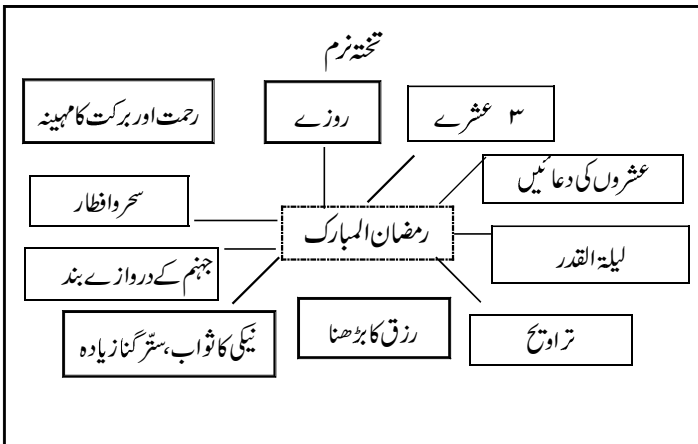 تختہ نرم
۳ عشرے
روزے
رحمت اور برکت کا مہینہ
عشروں کی دعائیں
سحر و افطار
رمضان المبارک
لیلۃ القدر
جہنم کے دروازے بند
رزق کا بڑھنا
تراویح
نیکی کا ثواب، ستّر گنا زیادہ